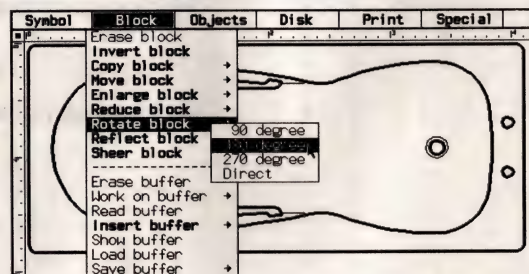 Symbol Block Objects Disk Print Special
Erase block
Invert block
Copy block
Move block
Enlarge block
Reduce block
Rotate block
90 degree
180 degree
270 degree
Direct
Reflect block
Sheer block
Erase buffer
Work on buffer
Read buffer
Insert buffer
Show buffer
Load buffer
Save buffer